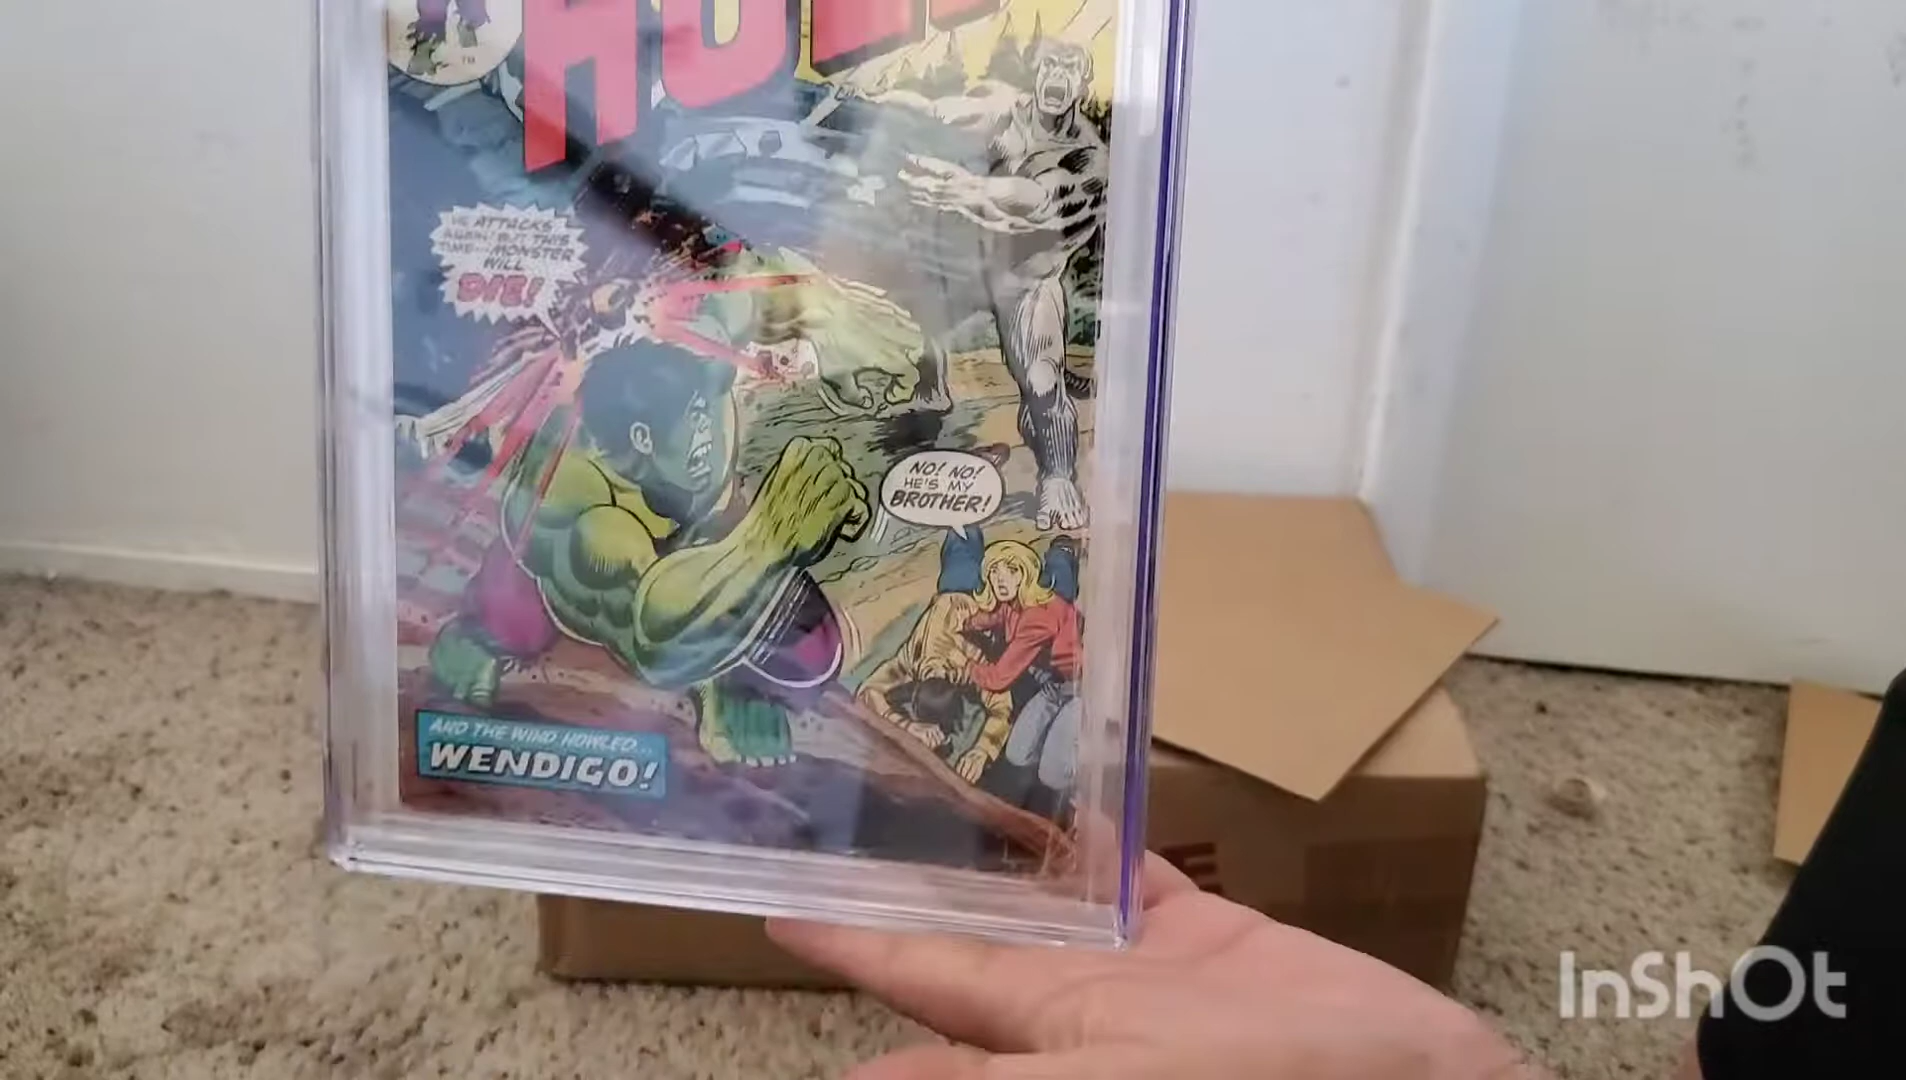 HU
HE ATTACKS
AGAIN! BUT THIS
TIME--MONSTER
WILL
DIE!
NO! NO!
HE'S MY
BROTHER!
AND THE WIND HOWLED...
WENDIGO!
InShOt